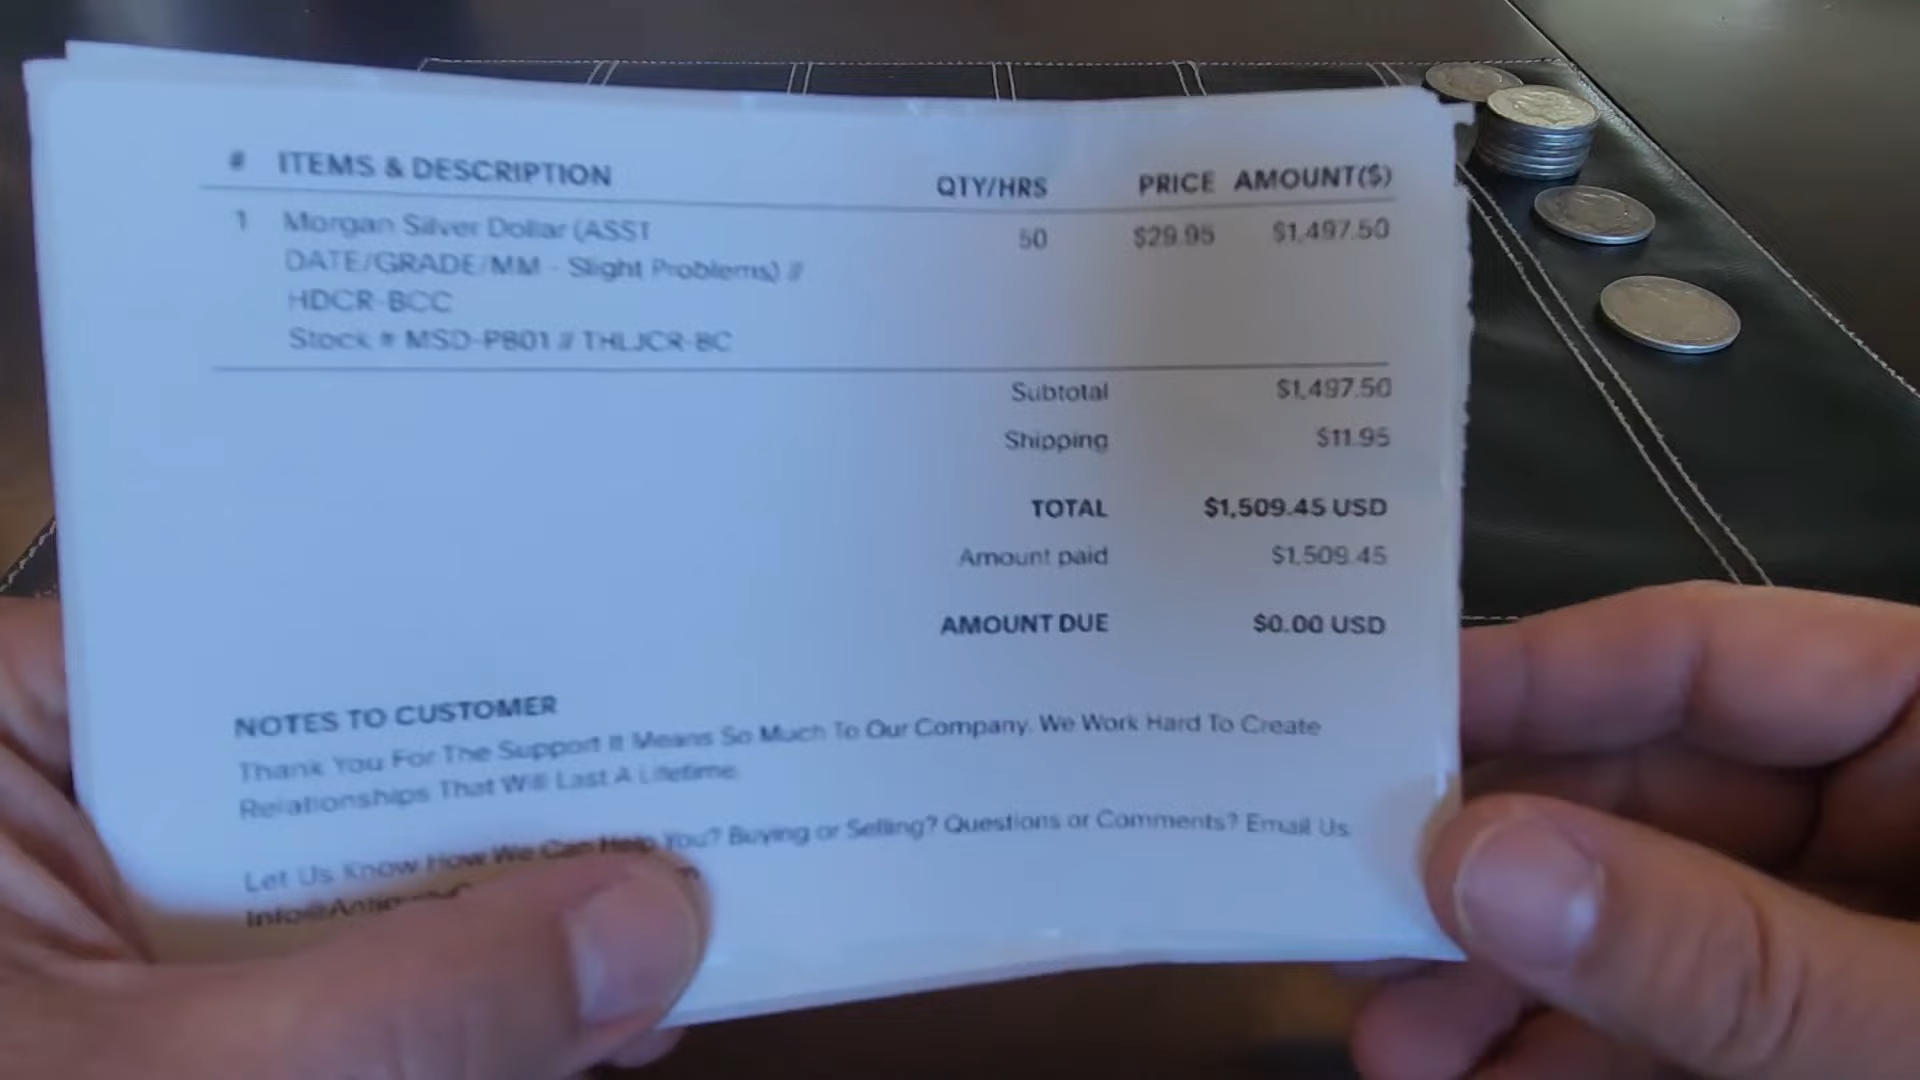 # ITEMS & DESCRIPTION QTY/HRS PRICE AMOUNT($)
1 Morgan Silver Dollar (ASST 50 $29.95 $1,497.50
DATE/GRADE/MM - Slight Problems) //
HDCR-BCC
Stock # MSD-PB01 // THLJCR-BC
Subtotal $1,497.50
Shipping $11.95
TOTAL $1,509.45 USD
Amount paid $1,509.45
AMOUNT DUE $0.00 USD
NOTES TO CUSTOMER
Thank You For The Support It Means So Much To Our Company. We Work Hard To Create
Relationships That Will Last A Lifetime.
Let Us Know How We Can Help You? Buying or Selling? Questions or Comments? Email Us